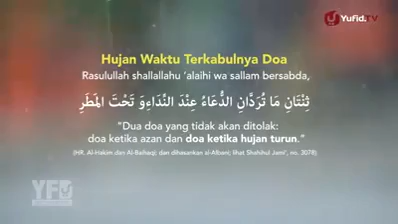 Yufid.TV
Hujan Waktu Terkabulnya Doa
Rasulullah shallallahu 'alaihi wa sallam bersabda,
ثِنْتَانِ مَا تُرَدَّانِ الدُّعَاءُ عِنْدَ النِّدَاءِ وَ تَحْتَ المَطَرِ
"Dua doa yang tidak akan ditolak:
doa ketika azan dan doa ketika hujan turun."
(HR. Al-Hakim dan Al-Baihaqi; dan dihasankan al-Albani; lihat Shahihul Jami', no. 3078)
YFD